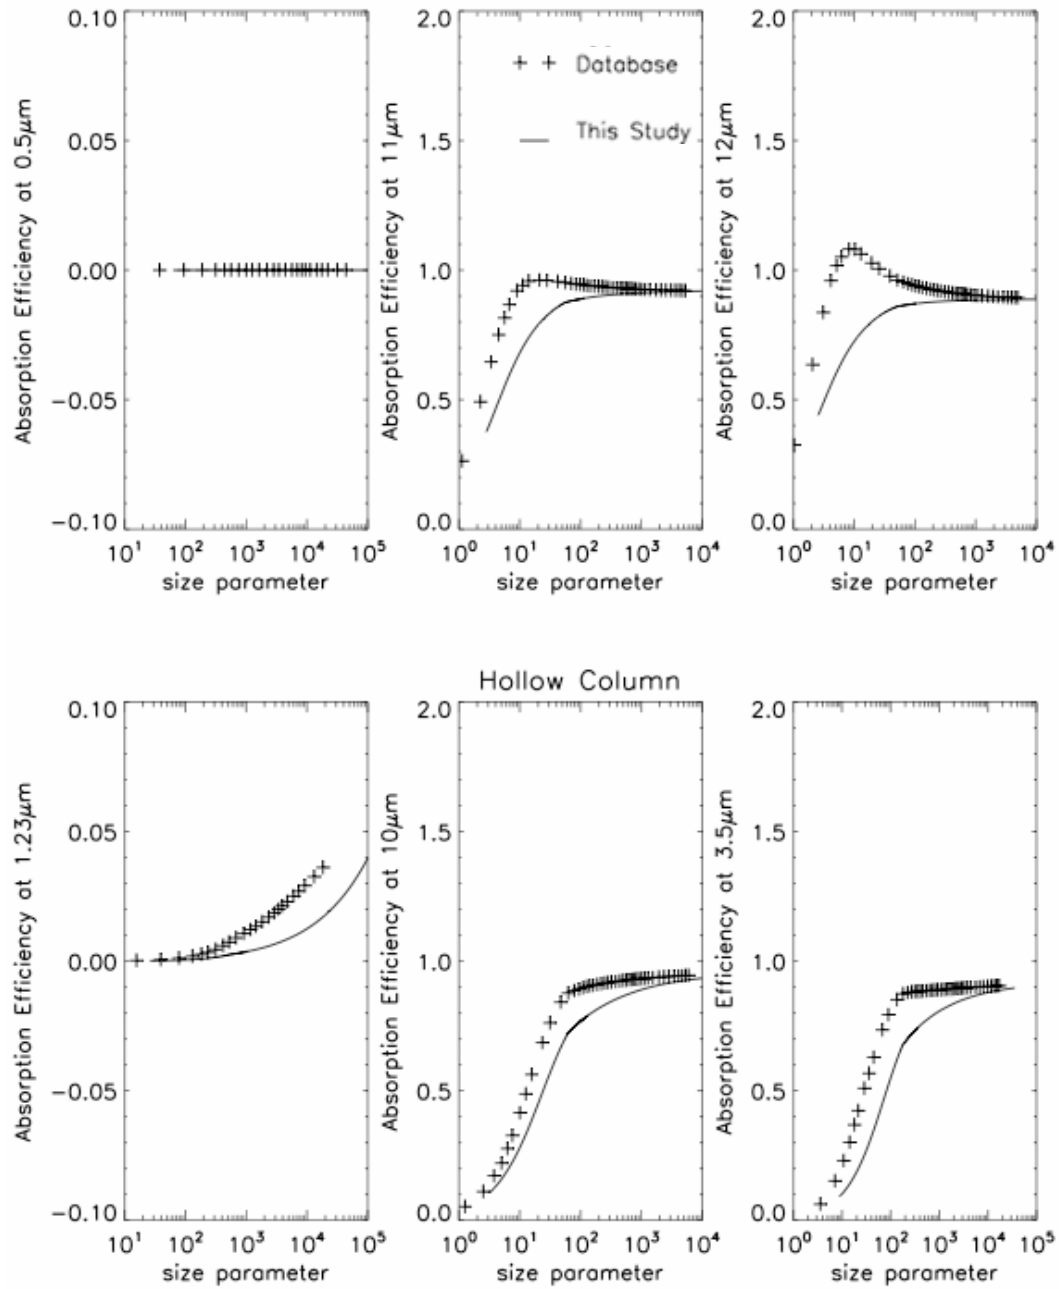 Absorption Efficiency at 0.5μm
0.10
0.05
0.00
−0.05
−0.10
10¹ 10² 10³ 10⁴ 10⁵
size parameter
Absorption Efficiency at 11μm
2.0
1.5
1.0
0.5
0.0
10⁰ 10¹ 10² 10³ 10⁴
size parameter
Database
This Study
Absorption Efficiency at 12μm
2.0
1.5
1.0
0.5
0.0
10⁰ 10¹ 10² 10³ 10⁴
size parameter
Hollow Column
Absorption Efficiency at 1.23μm
0.10
0.05
0.00
−0.05
−0.10
10¹ 10² 10³ 10⁴ 10⁵
size parameter
Absorption Efficiency at 10μm
2.0
1.5
1.0
0.5
0.0
10⁰ 10¹ 10² 10³ 10⁴
size parameter
Absorption Efficiency at 3.5μm
2.0
1.5
1.0
0.5
0.0
10⁰ 10¹ 10² 10³ 10⁴ 10⁵
size parameter